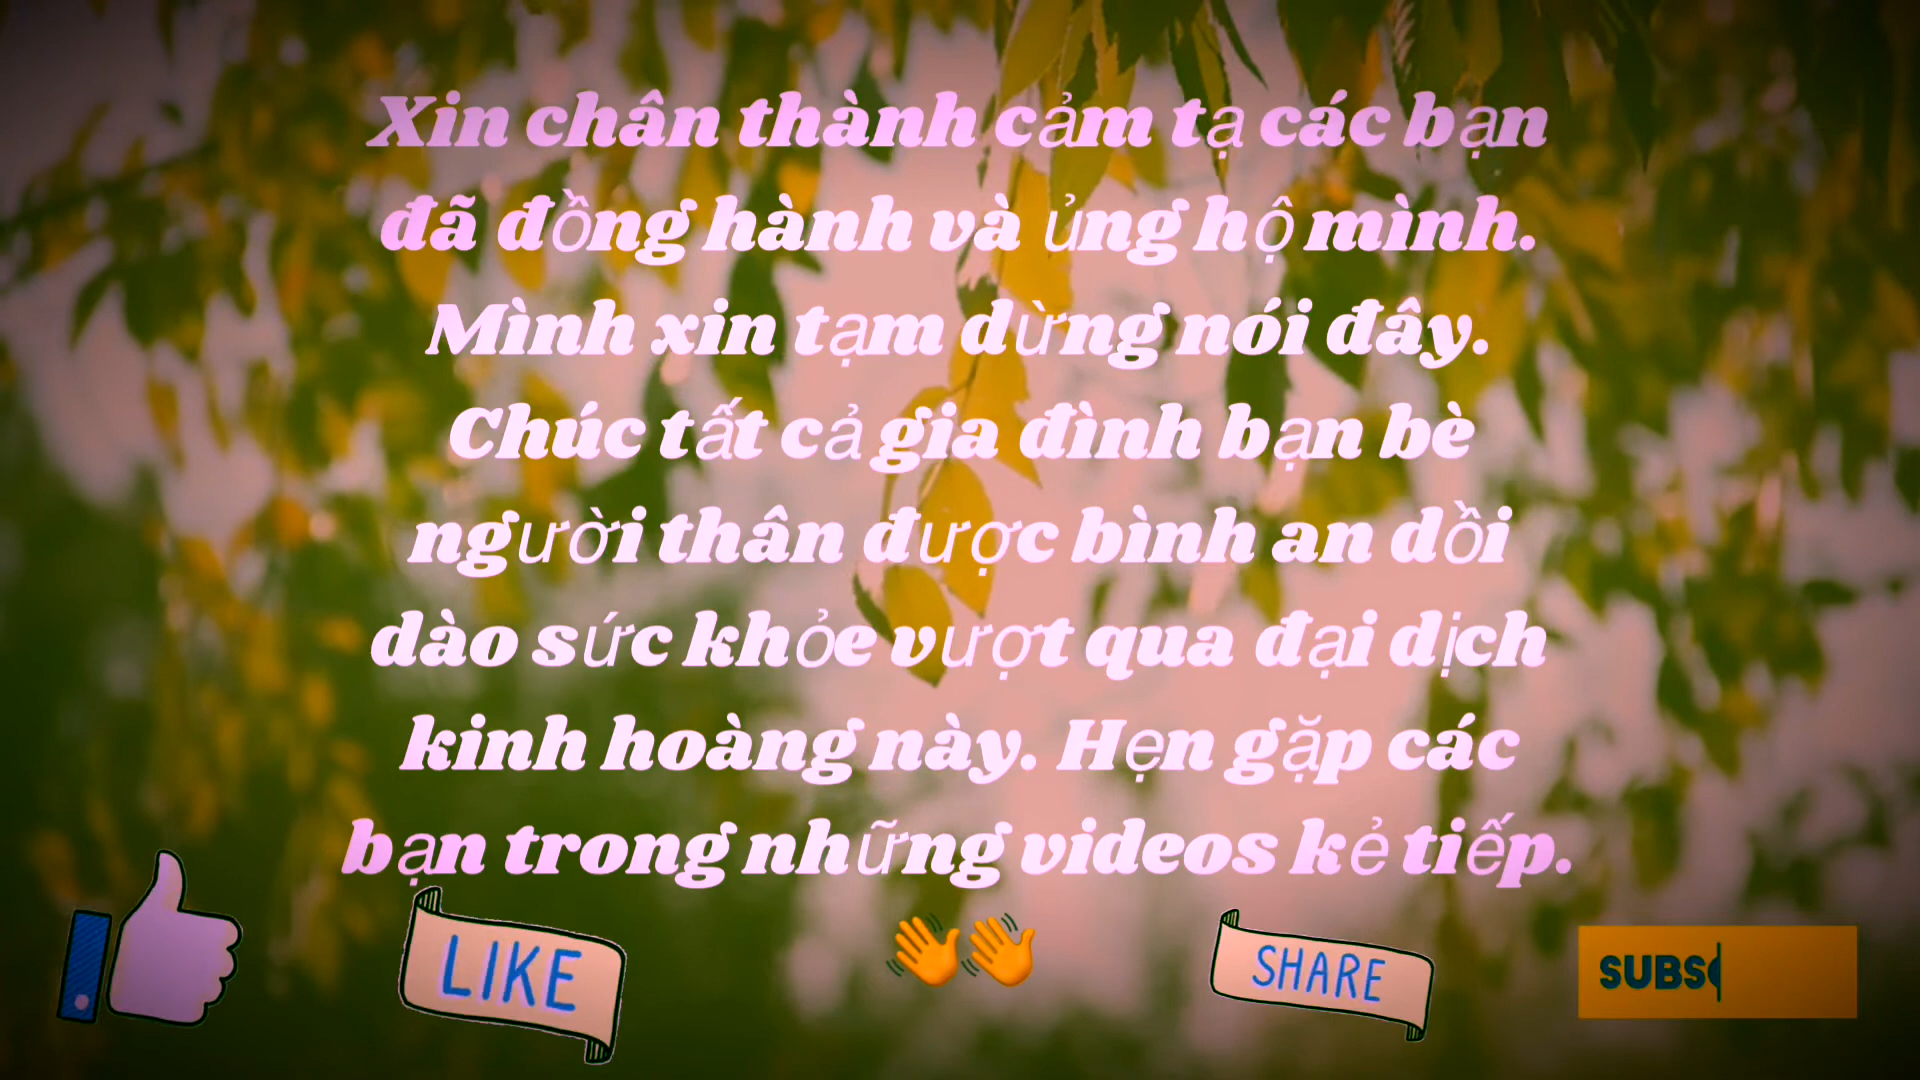 Xin chân thành cảm tạ các bạn
đã đồng hành và ủng hộ mình.
Mình xin tạm dừng nói đây.
Chúc tất cả gia đình bạn bè
người thân được bình an dồi
dào sức khỏe vượt qua đại dịch
kinh hoàng này. Hẹn gặp các
bạn trong những videos kẻ tiếp.
LIKE
SHARE
SUBS